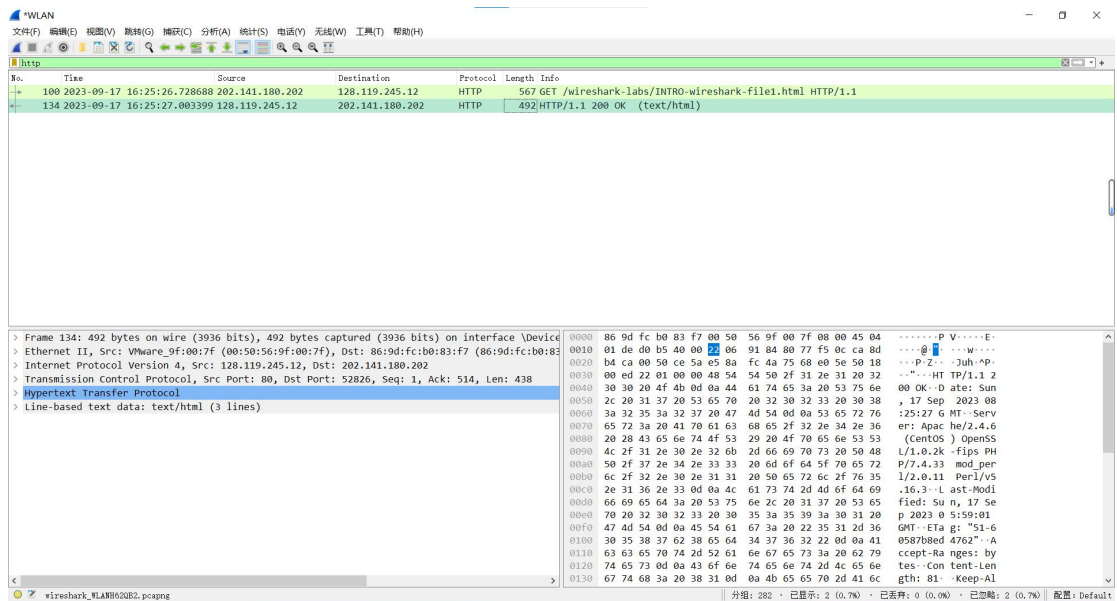 *WLAN
文件(F) 编辑(E) 视图(V) 跳转(G) 捕获(C) 分析(A) 统计(S) 电话(Y) 无线(W) 工具(T) 帮助(H)
http
No. Time Source Destination Protocol Length Info
100 2023-09-17 16:25:26.728688 202.141.180.202 128.119.245.12 HTTP 567 GET /wireshark-labs/INTRO-wireshark-file1.html HTTP/1.1
134 2023-09-17 16:25:27.003399 128.119.245.12 202.141.180.202 HTTP 492 HTTP/1.1 200 OK (text/html)
> Frame 134: 492 bytes on wire (3936 bits), 492 bytes captured (3936 bits) on interface \Device
> Ethernet II, Src: VMware_9f:00:7f (00:50:56:9f:00:7f), Dst: 86:9d:fc:b0:83:f7 (86:9d:fc:b0:83
> Internet Protocol Version 4, Src: 128.119.245.12, Dst: 202.141.180.202
> Transmission Control Protocol, Src Port: 80, Dst Port: 52826, Seq: 1, Ack: 514, Len: 438
> Hypertext Transfer Protocol
> Line-based text data: text/html (3 lines)
0000 86 9d fc b0 83 f7 00 50 56 9f 00 7f 08 00 45 04 ·······P V·····E·
0010 01 de d0 b5 40 00 22 06 91 84 80 77 f5 0c ca 8d ····@·"· ···w····
0020 b4 ca 00 50 ce 5a e5 8a fc 4a 75 68 e0 5e 50 18 ···P·Z·· ·Juh·^P·
0030 00 ed 22 01 00 00 48 54 54 50 2f 31 2e 31 20 32 ··"···HT TP/1.1 2
0040 30 30 20 4f 4b 0d 0a 44 61 74 65 3a 20 53 75 6e 00 OK··D ate: Sun
0050 2c 20 31 37 20 53 65 70 20 32 30 32 33 20 30 38 , 17 Sep 2023 08
0060 3a 32 35 3a 32 37 20 47 4d 54 0d 0a 53 65 72 76 :25:27 G MT··Serv
0070 65 72 3a 20 41 70 61 63 68 65 2f 32 2e 34 2e 36 er: Apac he/2.4.6
0080 20 28 43 65 6e 74 4f 53 29 20 4f 70 65 6e 53 53 (CentOS ) OpenSS
0090 4c 2f 31 2e 30 2e 32 6b 2d 66 69 70 73 20 50 48 L/1.0.2k -fips PH
00a0 50 2f 37 2e 34 2e 33 33 20 6d 6f 64 5f 70 65 72 P/7.4.33 mod_per
00b0 6c 2f 32 2e 30 2e 31 31 20 50 65 72 6c 2f 76 35 l/2.0.11 Perl/v5
00c0 2e 31 36 2e 33 0d 0a 4c 61 73 74 2d 4d 6f 64 69 .16.3··L ast-Modi
00d0 66 69 65 64 3a 20 53 75 6e 2c 20 31 37 20 53 65 fied: Su n, 17 Se
00e0 70 20 32 30 32 33 20 30 35 3a 35 39 3a 30 31 20 p 2023 0 5:59:01
00f0 47 4d 54 0d 0a 45 54 61 67 3a 20 22 35 31 2d 36 GMT··ETa g: "51-6
0100 30 35 38 37 62 38 65 64 34 37 36 32 22 0d 0a 41 0587b8ed 4762"··A
0110 63 63 65 70 74 2d 52 61 6e 67 65 73 3a 20 62 79 ccept-Ra nges: by
0120 74 65 73 0d 0a 43 6f 6e 74 65 6e 74 2d 4c 65 6e tes··Con tent-Len
0130 67 74 68 3a 20 38 31 0d 0a 4b 65 65 70 2d 41 6c gth: 81· ·Keep-Al
wireshark_WLANH62QB2.pcapng 分组: 282 · 已显示: 2 (0.7%) · 已丢弃: 0 (0.0%) · 已忽略: 2 (0.7%) 配置: Default